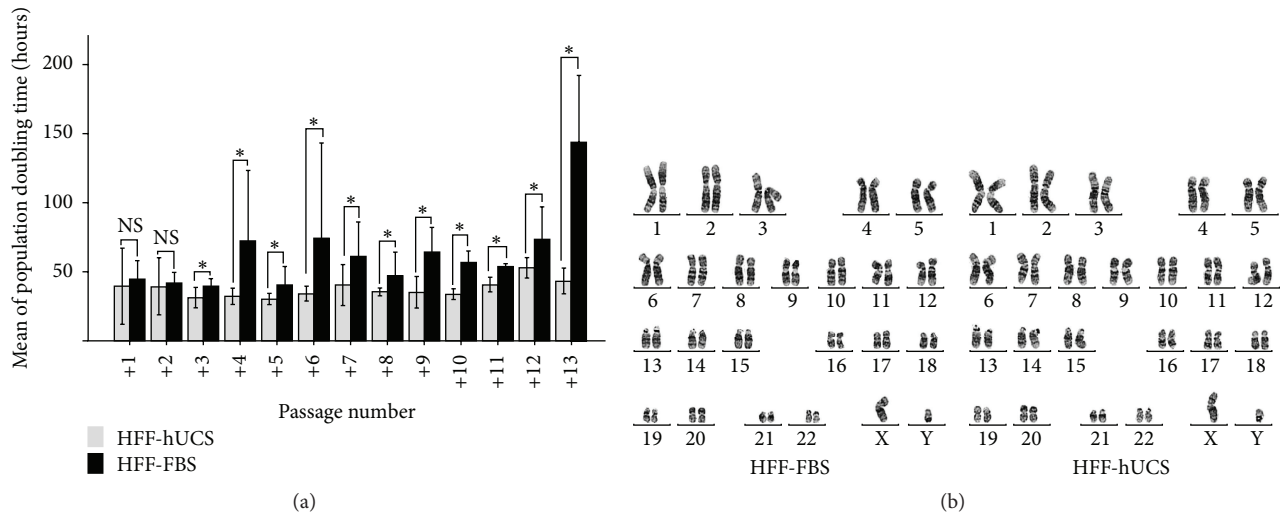 Mean of population doubling time (hours)
200
150
100
50
NS
NS
*
*
*
*
*
*
*
*
*
*
*
+1
+2
+3
+4
+5
+6
+7
+8
+9
+10
+11
+12
+13
Passage number
HFF-hUCS
HFF-FBS
(a)
1 2 3 4 5
6 7 8 9 10 11 12
13 14 15 16 17 18
19 20 21 22 X Y
HFF-FBS
1 2 3 4 5
6 7 8 9 10 11 12
13 14 15 16 17 18
19 20 21 22 X Y
HFF-hUCS
(b)